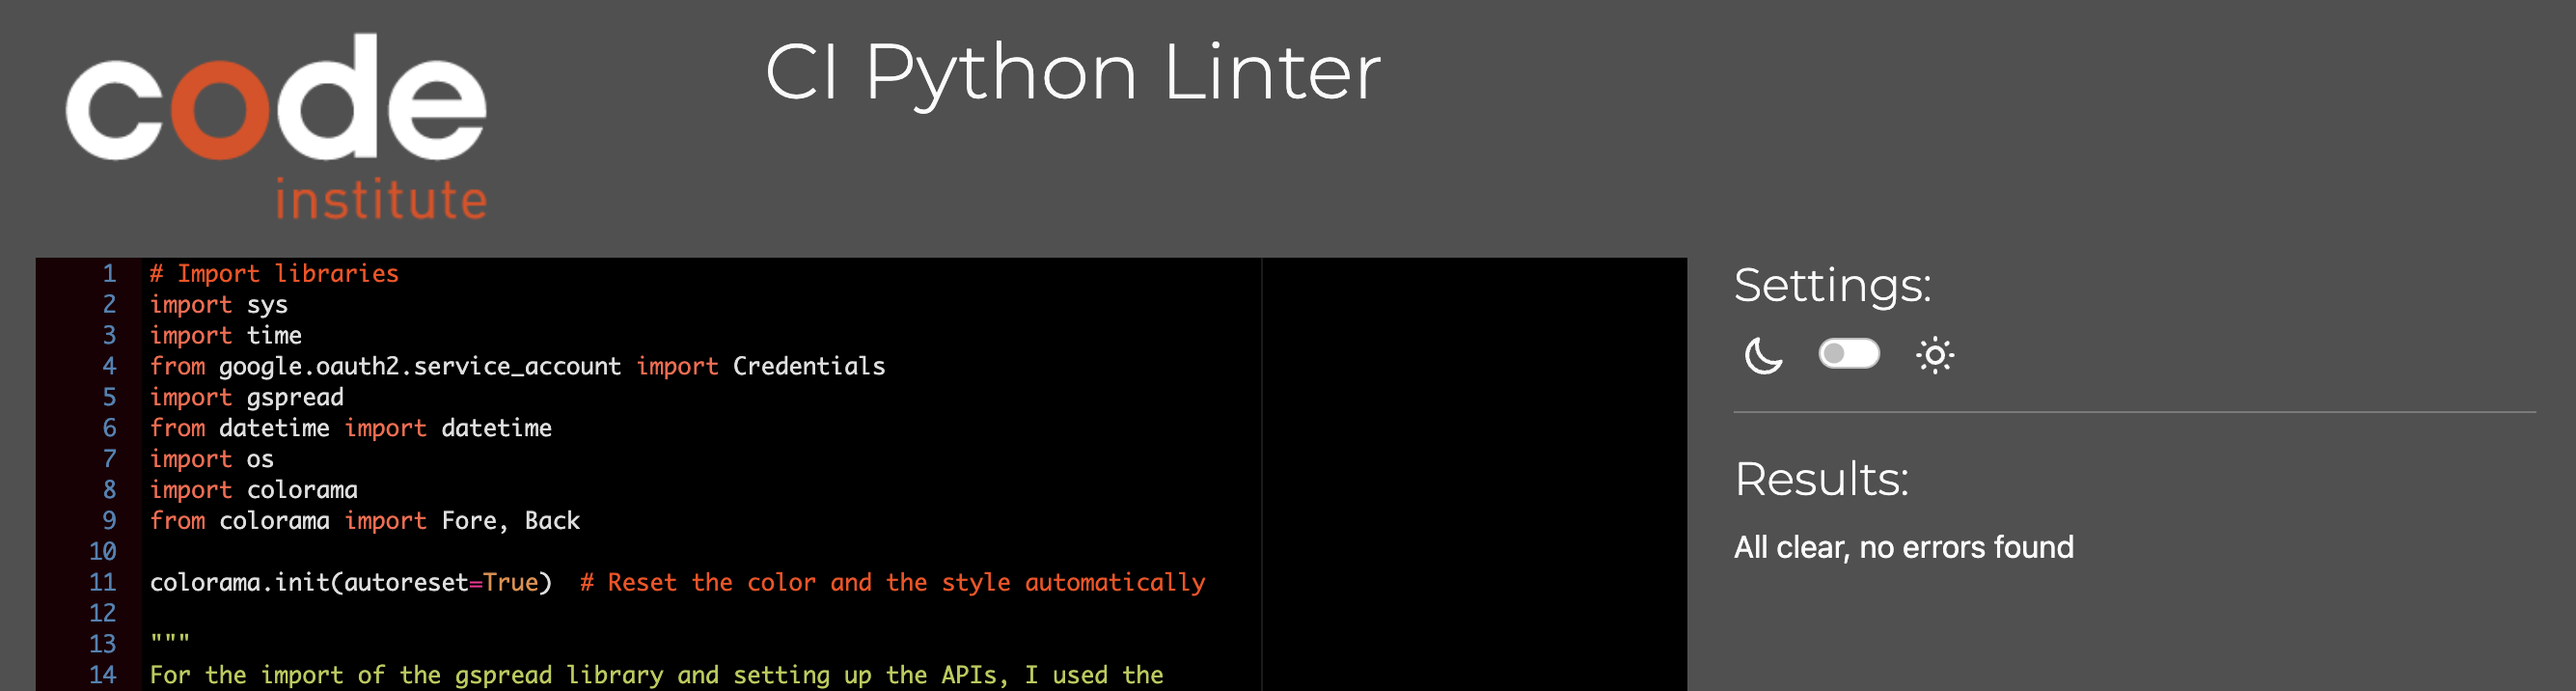 code
institute
CI Python Linter
1 # Import libraries
2 import sys
3 import time
4 from google.oauth2.service_account import Credentials
5 import gspread
6 from datetime import datetime
7 import os
8 import colorama
9 from colorama import Fore, Back
10
11 colorama.init(autoreset=True)  # Reset the color and the style automatically
12
13 """
14 For the import of the gspread library and setting up the APIs, I used the
Settings:
Results:
All clear, no errors found